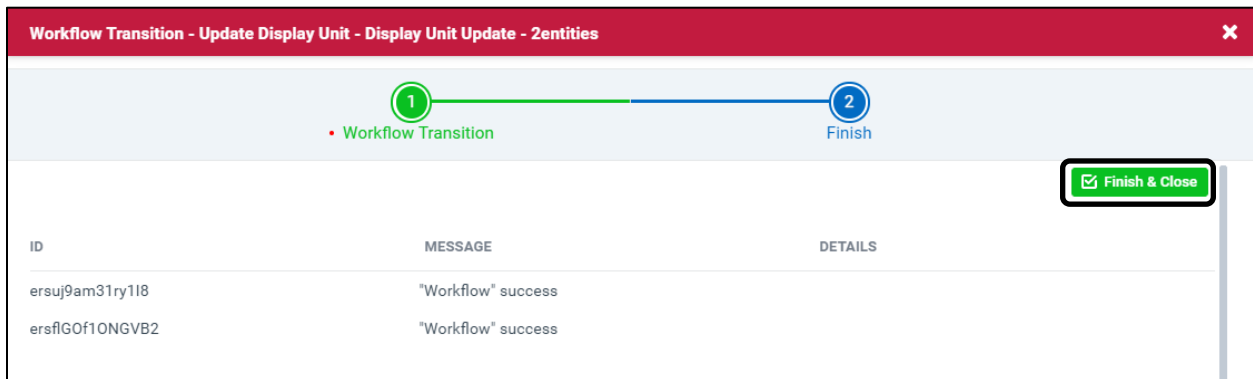 Workflow Transition - Update Display Unit - Display Unit Update - 2entities
1
2
Workflow Transition
Finish
Finish & Close
ID MESSAGE DETAILS
ersuj9am31ry1l8 "Workflow" success
ersflGOf1ONGVB2 "Workflow" success